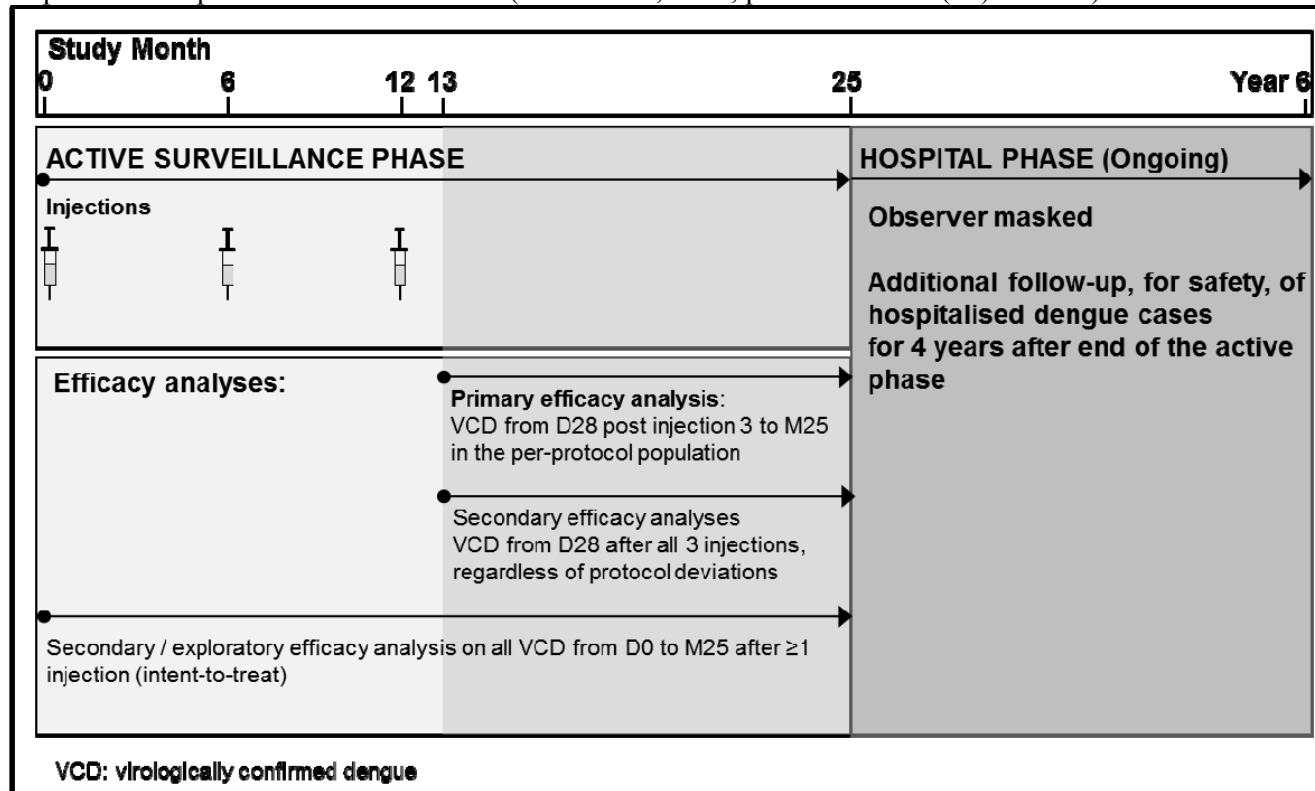 Study Month
0 6 12 13 25 Year 6
ACTIVE SURVEILLANCE PHASE
Injections
HOSPITAL PHASE (Ongoing)
Observer masked
Additional follow-up, for safety, of
hospitalised dengue cases
for 4 years after end of the active
phase
Efficacy analyses:
Primary efficacy analysis:
VCD from D28 post injection 3 to M25
in the per-protocol population
Secondary efficacy analyses
VCD from D28 after all 3 injections,
regardless of protocol deviations
Secondary / exploratory efficacy analysis on all VCD from D0 to M25 after ≥1
injection (intent-to-treat)
VCD: virologically confirmed dengue